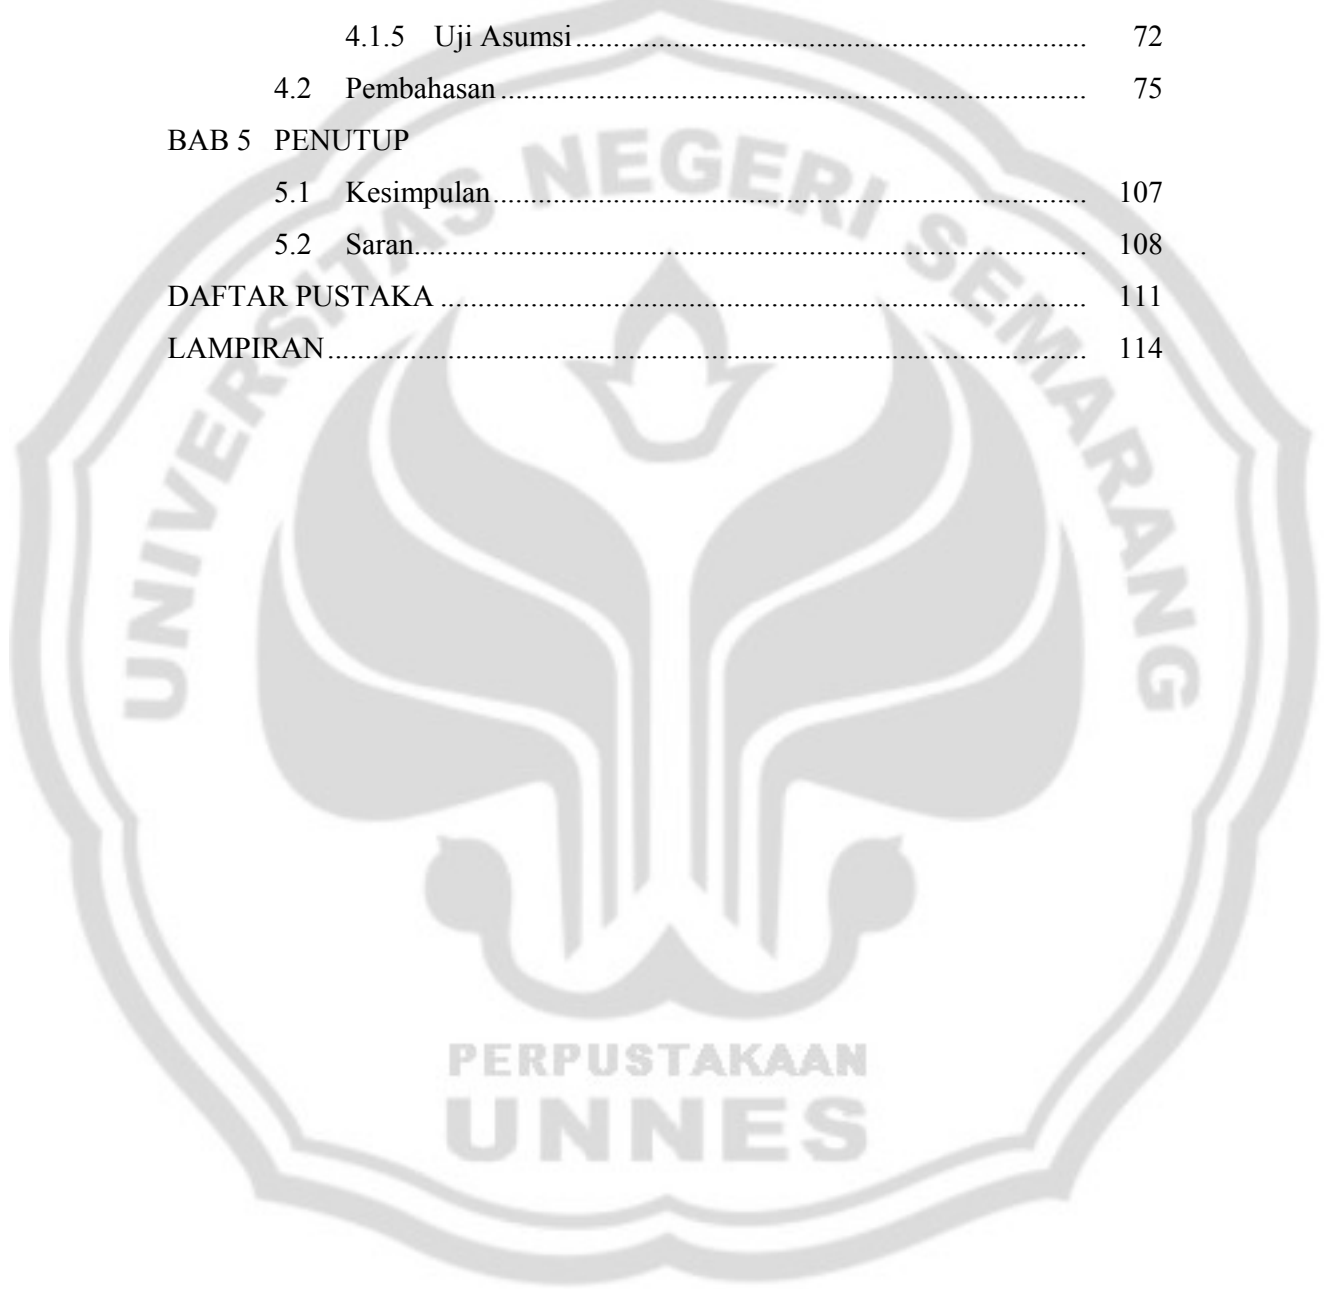 4.1.5 Uji Asumsi ........................................................................ 72
4.2 Pembahasan ................................................................................... 75
BAB 5 PENUTUP
5.1 Kesimpulan .................................................................................... 107
5.2 Saran .......... ................................................................................. 108
DAFTAR PUSTAKA ........................................................................................ 111
LAMPIRAN ....................................................................................................... 114
UNIVERSITAS NEGERI SEMARANG
PERPUSTAKAAN
UNNES